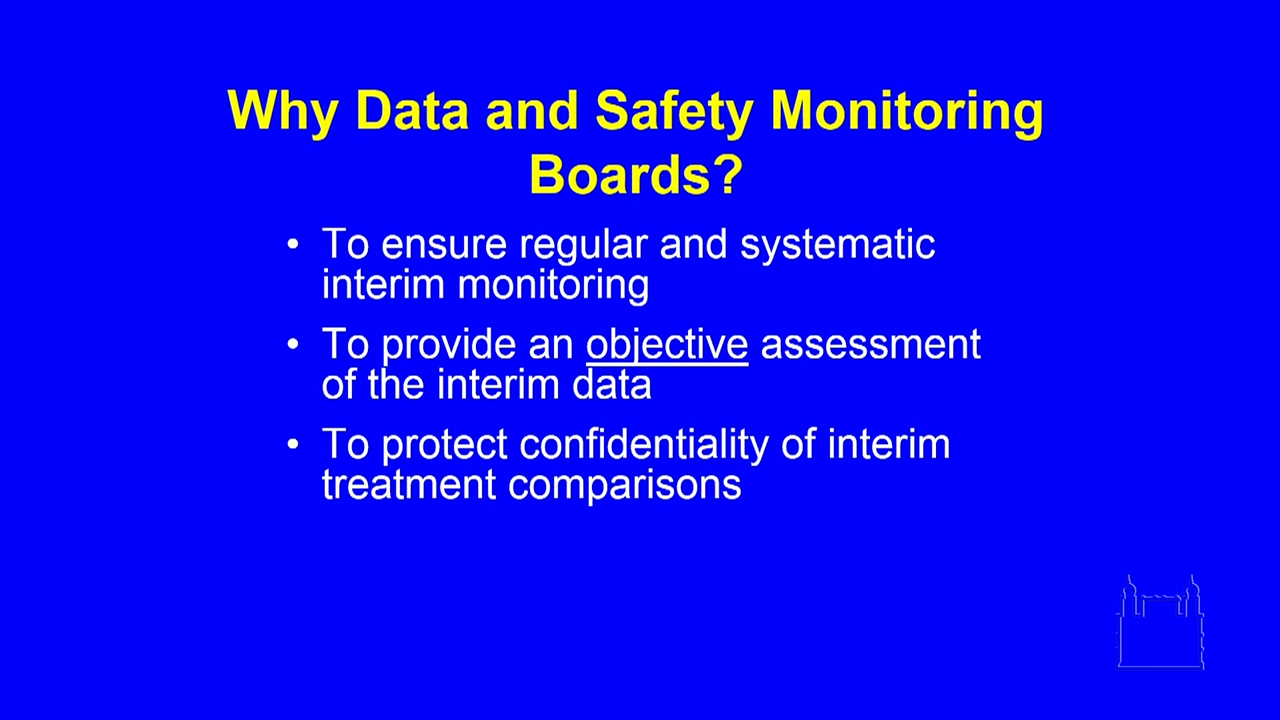 Why Data and Safety Monitoring
Boards?
• To ensure regular and systematic
interim monitoring
• To provide an objective assessment
of the interim data
• To protect confidentiality of interim
treatment comparisons